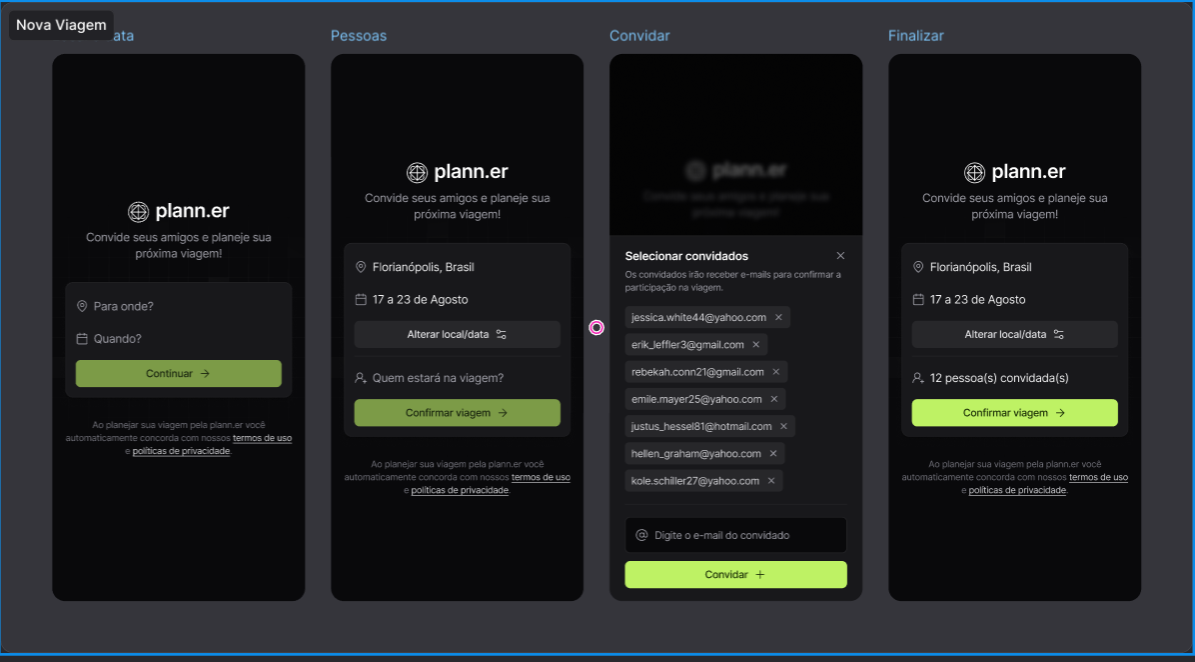 Nova Viagem
ata
plann.er
Convide seus amigos e planeje sua
próxima viagem!
Para onde?
Quando?
Continuar
Ao planejar sua viagem pela plann.er você
automaticamente concorda com nossos termos de uso
e políticas de privacidade.
Pessoas
plann.er
Convide seus amigos e planeje sua
próxima viagem!
Florianópolis, Brasil
17 a 23 de Agosto
Alterar local/data
Quem estará na viagem?
Confirmar viagem
Ao planejar sua viagem pela plann.er você
automaticamente concorda com nossos termos de uso
e políticas de privacidade.
Convidar
plann.er
Convide seus amigos e planeje sua
próxima viagem!
Selecionar convidados
Os convidados irão receber e-mails para confirmar a
participação na viagem.
jessica.white44@yahoo.com
erik_leffler3@gmail.com
rebekah.conn21@gmail.com
emile.mayer25@yahoo.com
justus_hessel81@hotmail.com
hellen_graham@yahoo.com
kole.schiller27@yahoo.com
Digite o e-mail do convidado
Convidar
Finalizar
plann.er
Convide seus amigos e planeje sua
próxima viagem!
Florianópolis, Brasil
17 a 23 de Agosto
Alterar local/data
12 pessoa(s) convidada(s)
Confirmar viagem
Ao planejar sua viagem pela plann.er você
automaticamente concorda com nossos termos de uso
e políticas de privacidade.